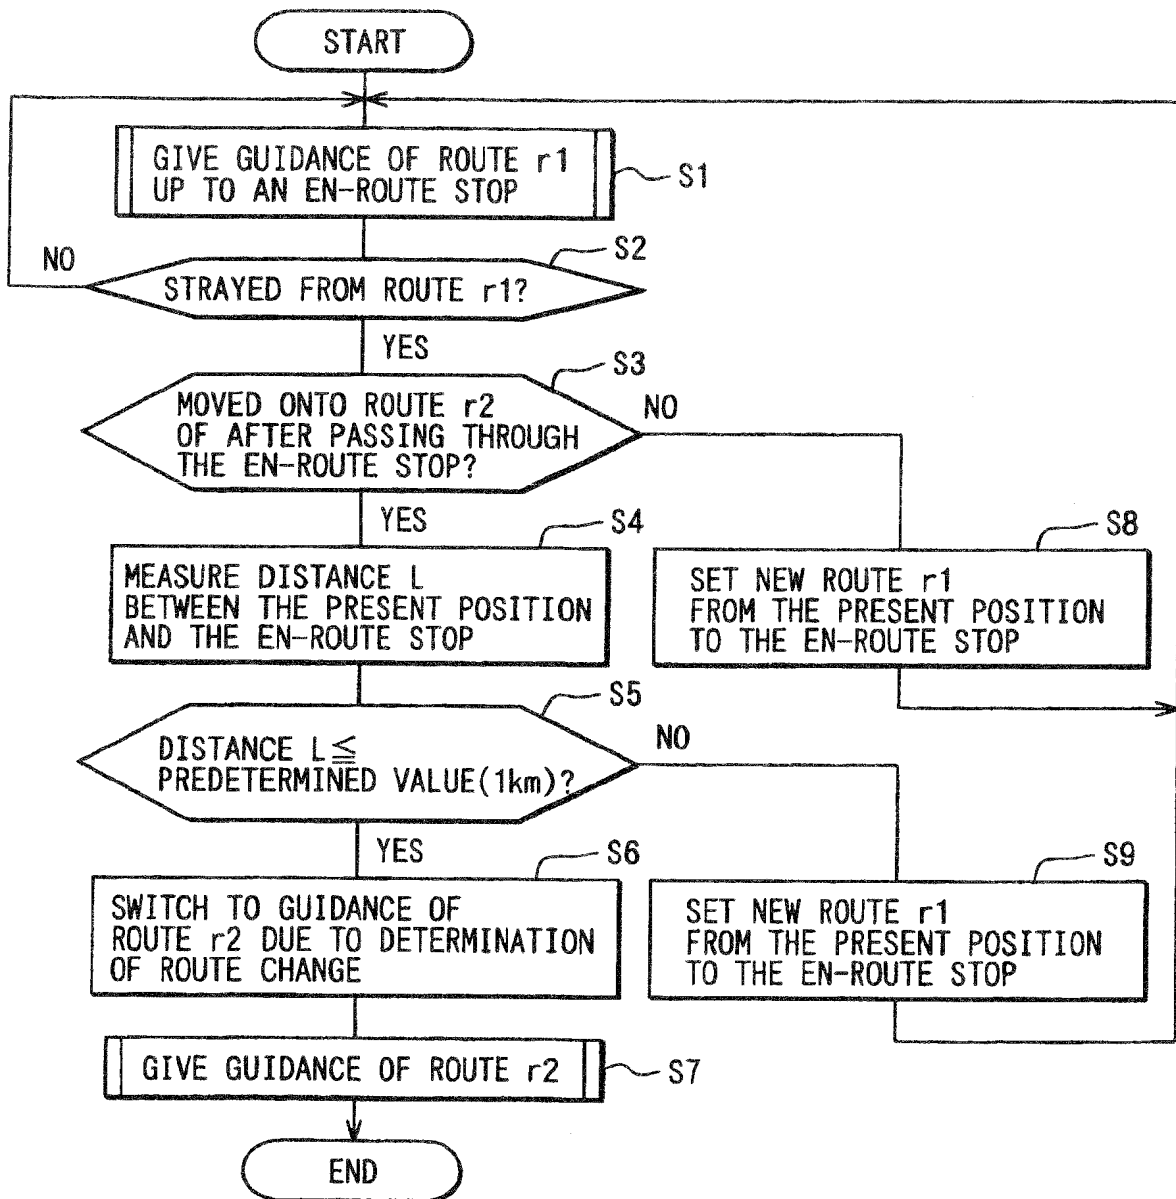 START
GIVE GUIDANCE OF ROUTE r1
UP TO AN EN-ROUTE STOP
S1
S2
NO
STRAYED FROM ROUTE r1?
YES
S3
MOVED ONTO ROUTE r2
OF AFTER PASSING THROUGH
THE EN-ROUTE STOP?
NO
YES
S4
MEASURE DISTANCE L
BETWEEN THE PRESENT POSITION
AND THE EN-ROUTE STOP
S8
SET NEW ROUTE r1
FROM THE PRESENT POSITION
TO THE EN-ROUTE STOP
S5
DISTANCE L≦
PREDETERMINED VALUE(1km)?
NO
YES
S6
SWITCH TO GUIDANCE OF
ROUTE r2 DUE TO DETERMINATION
OF ROUTE CHANGE
S9
SET NEW ROUTE r1
FROM THE PRESENT POSITION
TO THE EN-ROUTE STOP
GIVE GUIDANCE OF ROUTE r2
S7
END